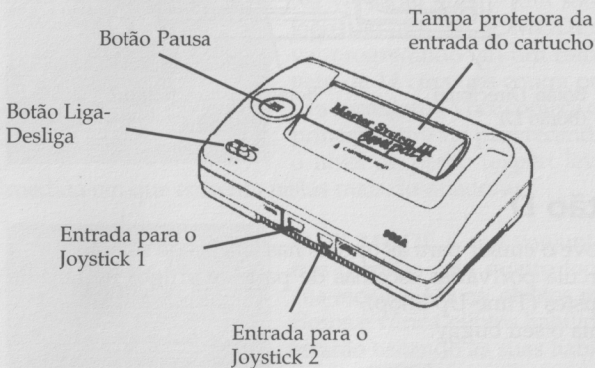 Tampa protetora da
entrada do cartucho
Botão Pausa
Botão Liga-
Desliga
Master System III
Compact
SEGA
Entrada para o
Joystick 1
Entrada para o
Joystick 2